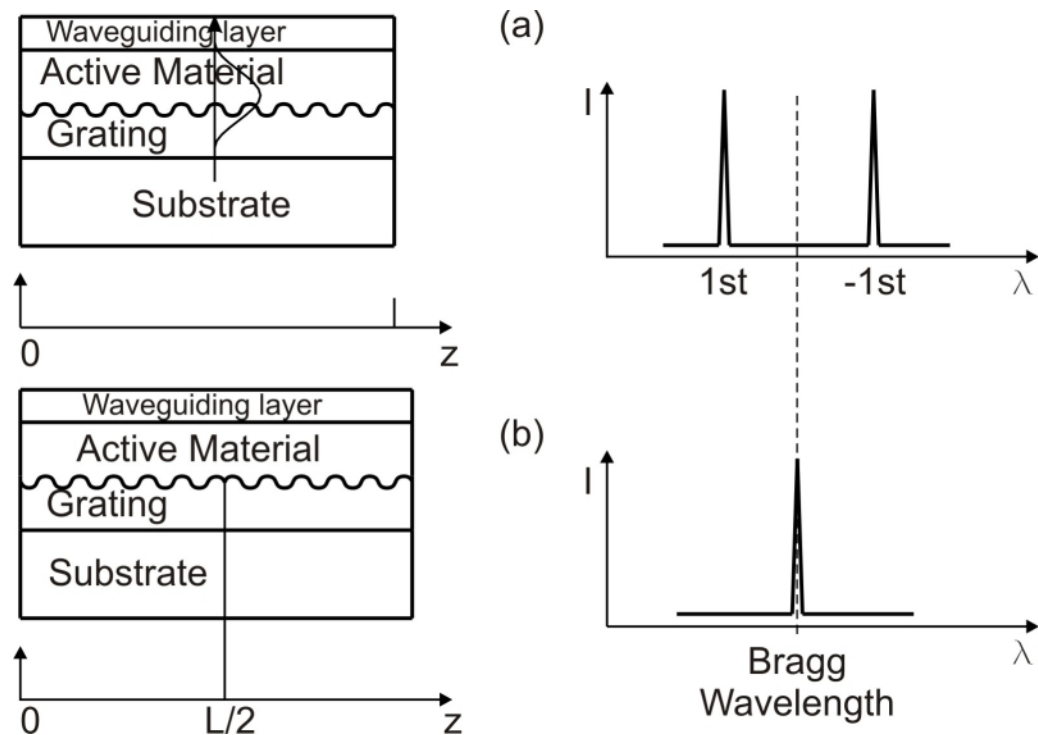 Waveguiding layer
Active Material
Grating
Substrate
0
z
(a)
I
1st
-1st
λ
Waveguiding layer
Active Material
Grating
Substrate
0
L/2
z
(b)
I
λ
Bragg
Wavelength